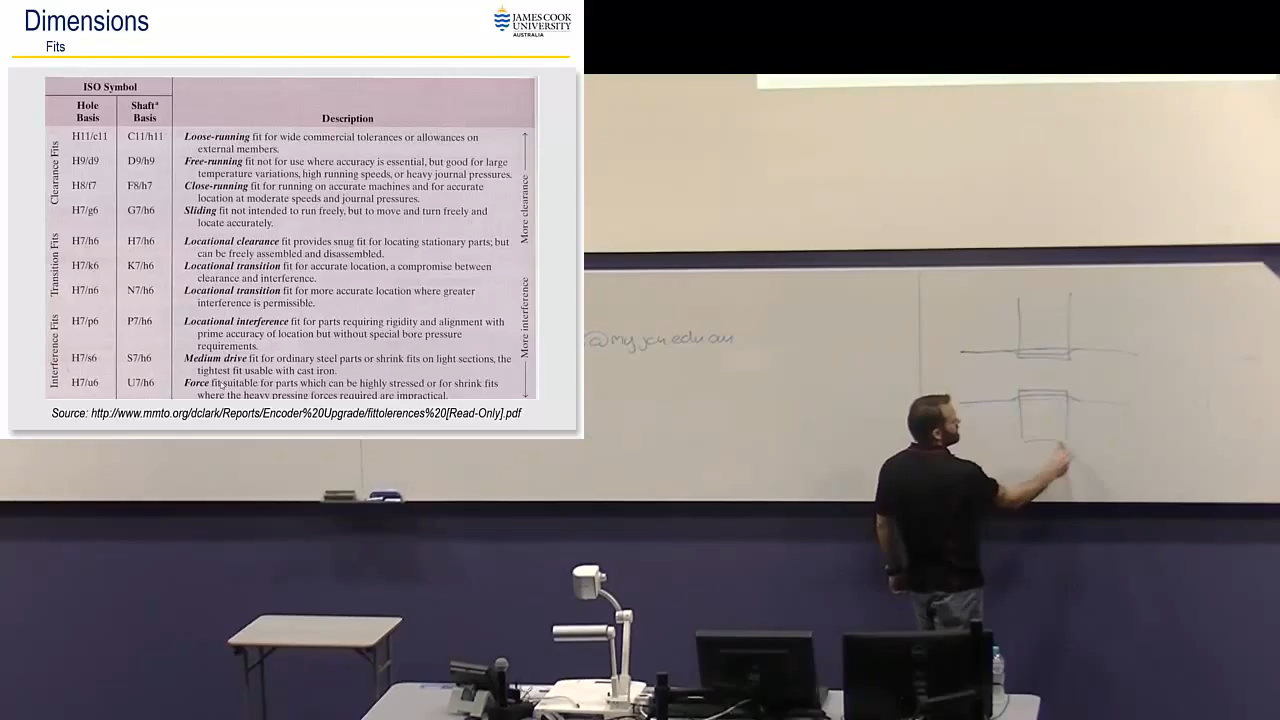 Dimensions
Fits
JAMES COOK
UNIVERSITY
AUSTRALIA
ISO Symbol
Hole Basis
Shaftª Basis
Description
Clearance Fits
H11/c11 C11/h11 Loose-running fit for wide commercial tolerances or allowances on
external members.
H9/d9 D9/h9 Free-running fit not for use where accuracy is essential, but good for large
temperature variations, high running speeds, or heavy journal pressures.
H8/f7 F8/h7 Close-running fit for running on accurate machines and for accurate
location at moderate speeds and journal pressures.
H7/g6 G7/h6 Sliding fit not intended to run freely, but to move and turn freely and
locate accurately.
Transition Fits
H7/h6 H7/h6 Locational clearance fit provides snug fit for locating stationary parts; but
can be freely assembled and disassembled.
H7/k6 K7/h6 Locational transition fit for accurate location, a compromise between
clearance and interference.
H7/n6 N7/h6 Locational transition fit for more accurate location where greater
interference is permissible.
Interference Fits
H7/p6 P7/h6 Locational interference fit for parts requiring rigidity and alignment with
prime accuracy of location but without special bore pressure
requirements.
H7/s6 S7/h6 Medium drive fit for ordinary steel parts or shrink fits on light sections, the
tightest fit usable with cast iron.
H7/u6 U7/h6 Force fit suitable for parts which can be highly stressed or for shrink fits
where the heavy pressing forces required are impractical.
More clearance
More interference
Source: http://www.mmto.org/dclark/Reports/Encoder%20Upgrade/fittolerences%20[Read-Only].pdf
@my.jcu.edu.au